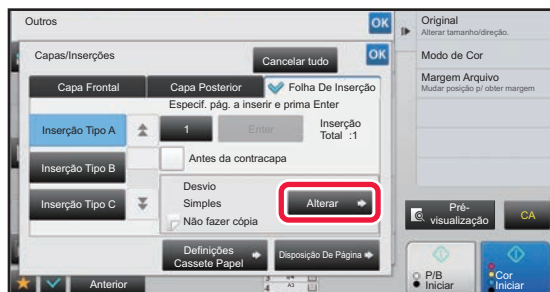 Outros
OK
Original
Alterar tamanho/direção.
Capas/Inserções
Cancelar tudo
OK
Modo de Cor
Capa Frontal
Capa Posterior
Folha De Inserção
Margem Arquivo
Mudar posição p/ obter margem
Especif. pág. a inserir e prima Enter
Inserção Tipo A
1
Enter
Inserção
Total :1
Antes da contracapa
Inserção Tipo B
Desvio
Simples
Não fazer cópia
Alterar
Inserção Tipo C
Pré-
visualização
CA
Definições
Cassete Papel
Disposição De Página
Anterior
4
A3
P/B
Iniciar
Cor
Iniciar